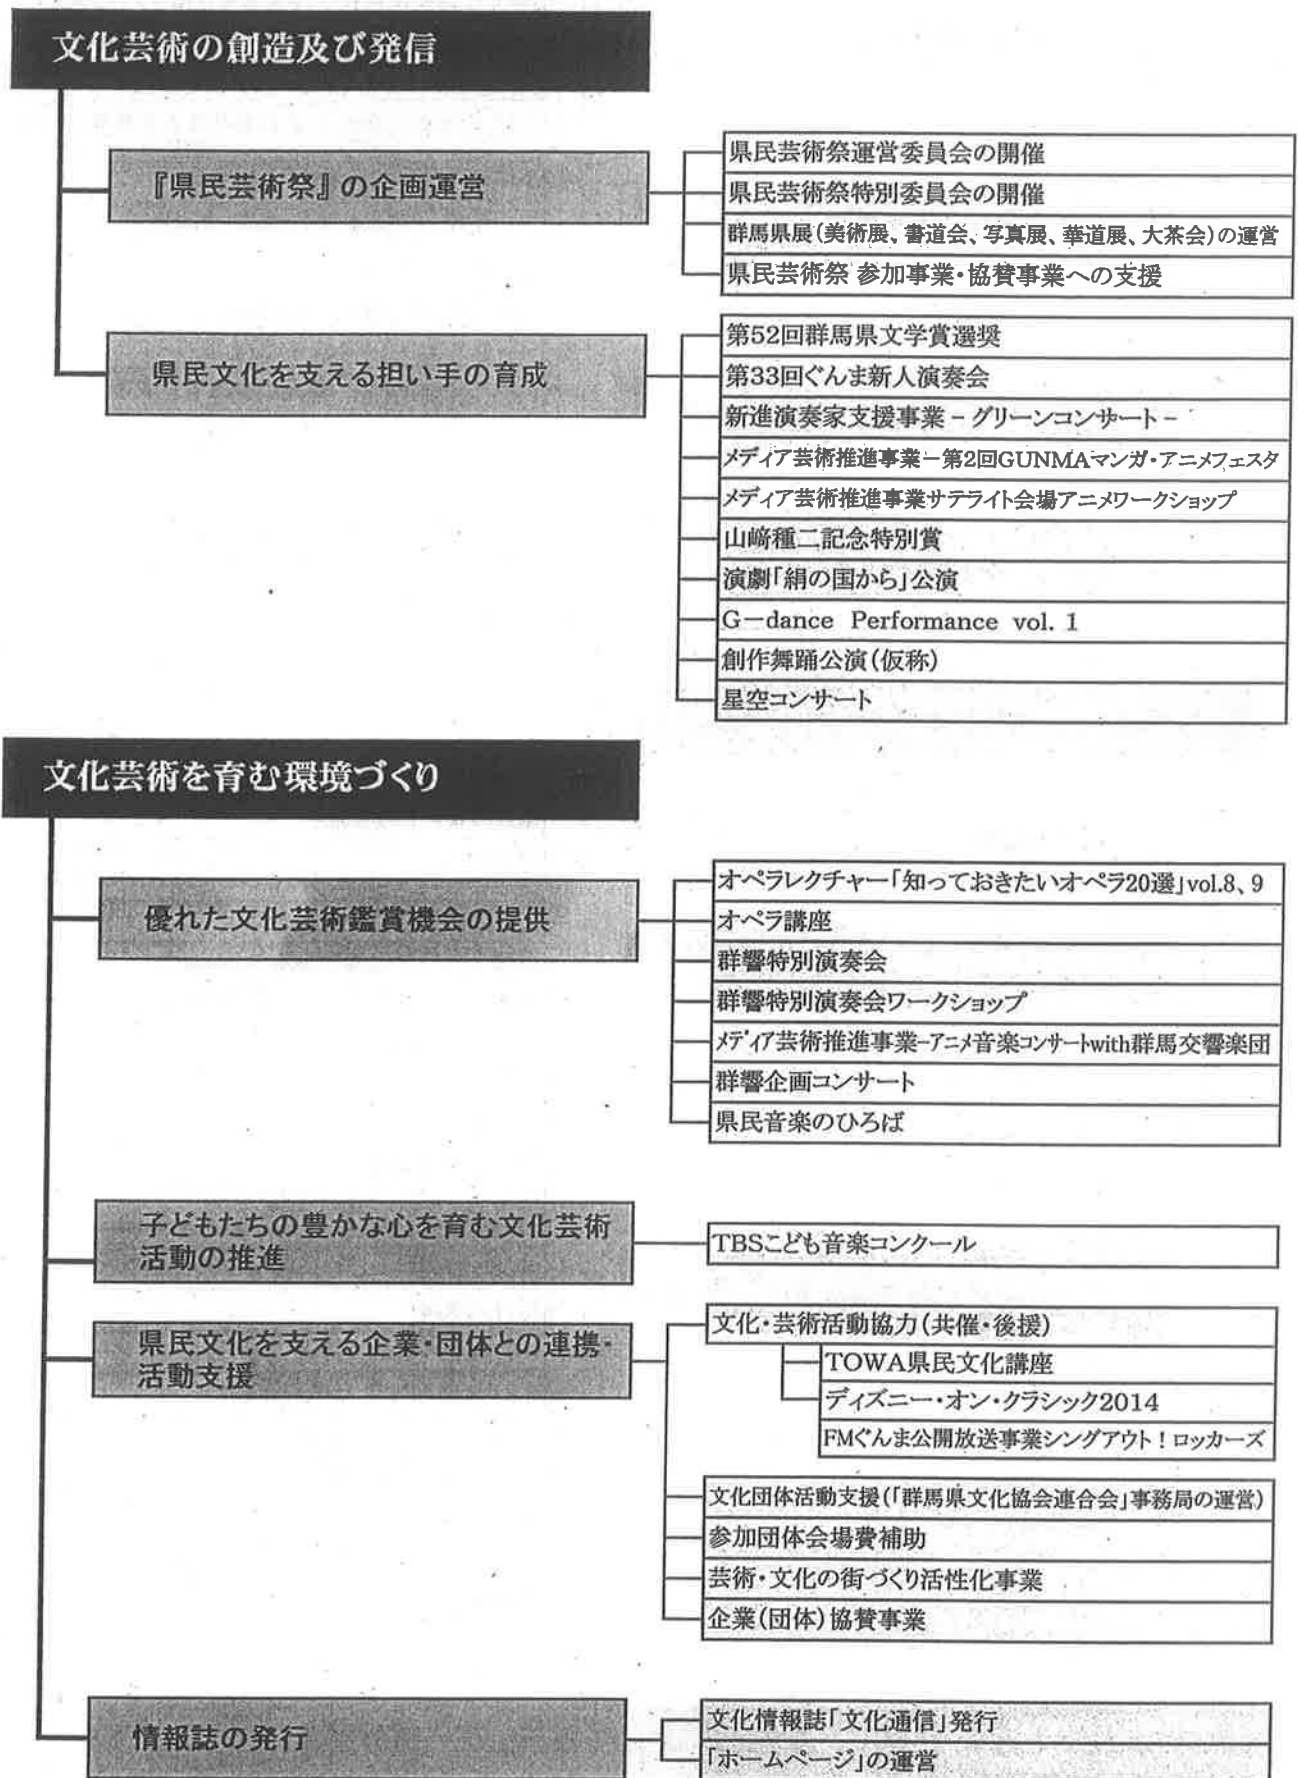 文化芸術の創造及び発信
『県民芸術祭』の企画運営
県民芸術祭運営委員会の開催
県民芸術祭特別委員会の開催
群馬県展(美術展、書道会、写真展、華道展、大茶会)の運営
県民芸術祭 参加事業・協賛事業への支援
県民文化を支える担い手の育成
第52回群馬県文学賞選奨
第33回ぐんま新人演奏会
新進演奏家支援事業－グリーンコンサート－
メディア芸術推進事業－第2回GUNMAマンガ・アニメフェスタ
メディア芸術推進事業サテライト会場アニメワークショップ
山﨑種二記念特別賞
演劇「絹の国から」公演
G－dance Performance vol. 1
創作舞踊公演(仮称)
星空コンサート
文化芸術を育む環境づくり
優れた文化芸術鑑賞機会の提供
オペラレクチャー「知っておきたいオペラ20選」vol.8、9
オペラ講座
群響特別演奏会
群響特別演奏会ワークショップ
メディア芸術推進事業-アニメ音楽コンサートwith群馬交響楽団
群響企画コンサート
県民音楽のひろば
子どもたちの豊かな心を育む文化芸術
活動の推進
TBSこども音楽コンクール
県民文化を支える企業・団体との連携・
活動支援
文化・芸術活動協力(共催・後援)
TOWA県民文化講座
ディズニー・オン・クラシック2014
FMぐんま公開放送事業シングアウト！ロッカーズ
文化団体活動支援(「群馬県文化協会連合会」事務局の運営)
参加団体会場費補助
芸術・文化の街づくり活性化事業
企業(団体)協賛事業
情報誌の発行
文化情報誌「文化通信」発行
「ホームページ」の運営